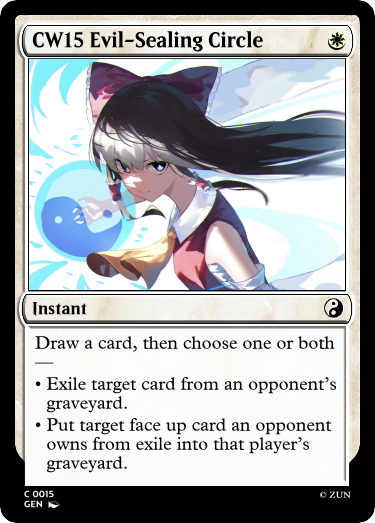 CW15 Evil-Sealing Circle
Instant
Draw a card, then choose one or both
—
• Exile target card from an opponent's
graveyard.
• Put target face up card an opponent
owns from exile into that player's
graveyard.
C 0015
GEN
© ZUN